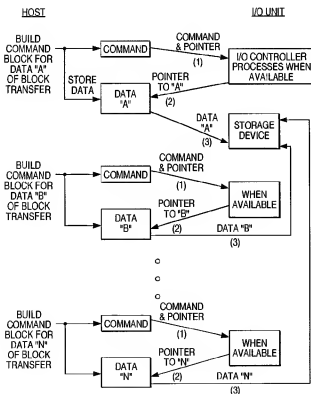 HOST
I/O UNIT
BUILD
COMMAND
BLOCK FOR
DATA "A"
OF BLOCK
TRANSFER
STORE
DATA
COMMAND
DATA
"A"
COMMAND
& POINTER
(1)
POINTER
TO "A"
(2)
I/O CONTROLLER
PROCESSES WHEN
AVAILABLE
DATA
"A"
(3)
STORAGE
DEVICE
BUILD
COMMAND
BLOCK FOR
DATA "B"
OF BLOCK
TRANSFER
COMMAND
DATA
"B"
COMMAND
& POINTER
(1)
POINTER
TO "B"
(2)
WHEN
AVAILABLE
DATA "B"
(3)
BUILD
COMMAND
BLOCK FOR
DATA "N"
OF BLOCK
TRANSFER
COMMAND
DATA
"N"
COMMAND
& POINTER
(1)
POINTER
TO "N"
(2)
WHEN
AVAILABLE
DATA "N"
(3)